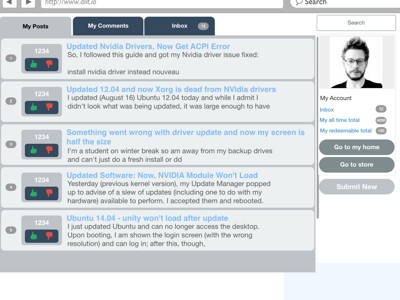 http://www.diit.io
Search
My Posts
My Comments
Inbox
Search
1234
Updated Nvidia Drivers, Now Get ACPI Error
So, I followed this guide and got my Nvidia driver issue fixed:
install nvidia driver instead nouveau
1
1234
Updated 12.04 and now Xorg is dead from NVidia drivers
I updated (August 16) Ubuntu 12.04 today and while I admit I
didn't look what was being updated, it was large enough to have
2
1234
Something went wrong with driver update and now my screen is
half the size
I'm a student on winter break so am away from my backup drives
and can't just do a fresh install or dd
3
1234
Updated Software: Now, NVIDIA Module Won't Load
Yesterday (previous kernel version), my Update Manager popped
up to advise of a slew of updates (including one to do with my
hardware) available to perform. I accepted them and rebooted.
4
1234
Ubuntu 14.04 - unity won't load after update
I just updated Ubuntu and can no longer access the desktop.
Upon booting, I am shown the login screen (with the wrong
resolution) and can log in; after this, though,
5
My Account
Inbox
My all time total
My redeemable total
Go to my home
Go to store
Submit New